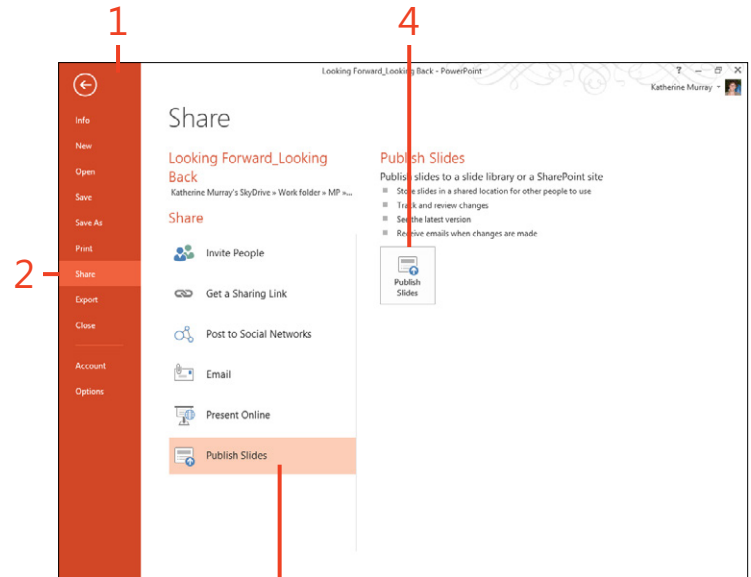 1
4
Looking Forward_Looking Back - PowerPoint
?
Katherine Murray
Info
New
Open
Save
Save As
Print
2
Share
Export
Close
Account
Options
Share
Looking Forward_Looking
Back
Katherine Murray's SkyDrive » Work folder » MP »...
Share
Invite People
Get a Sharing Link
Post to Social Networks
Email
Present Online
Publish Slides
Publish Slides
Publish slides to a slide library or a SharePoint site
Store slides in a shared location for other people to use
Track and review changes
See the latest version
Receive emails when changes are made
Publish
Slides